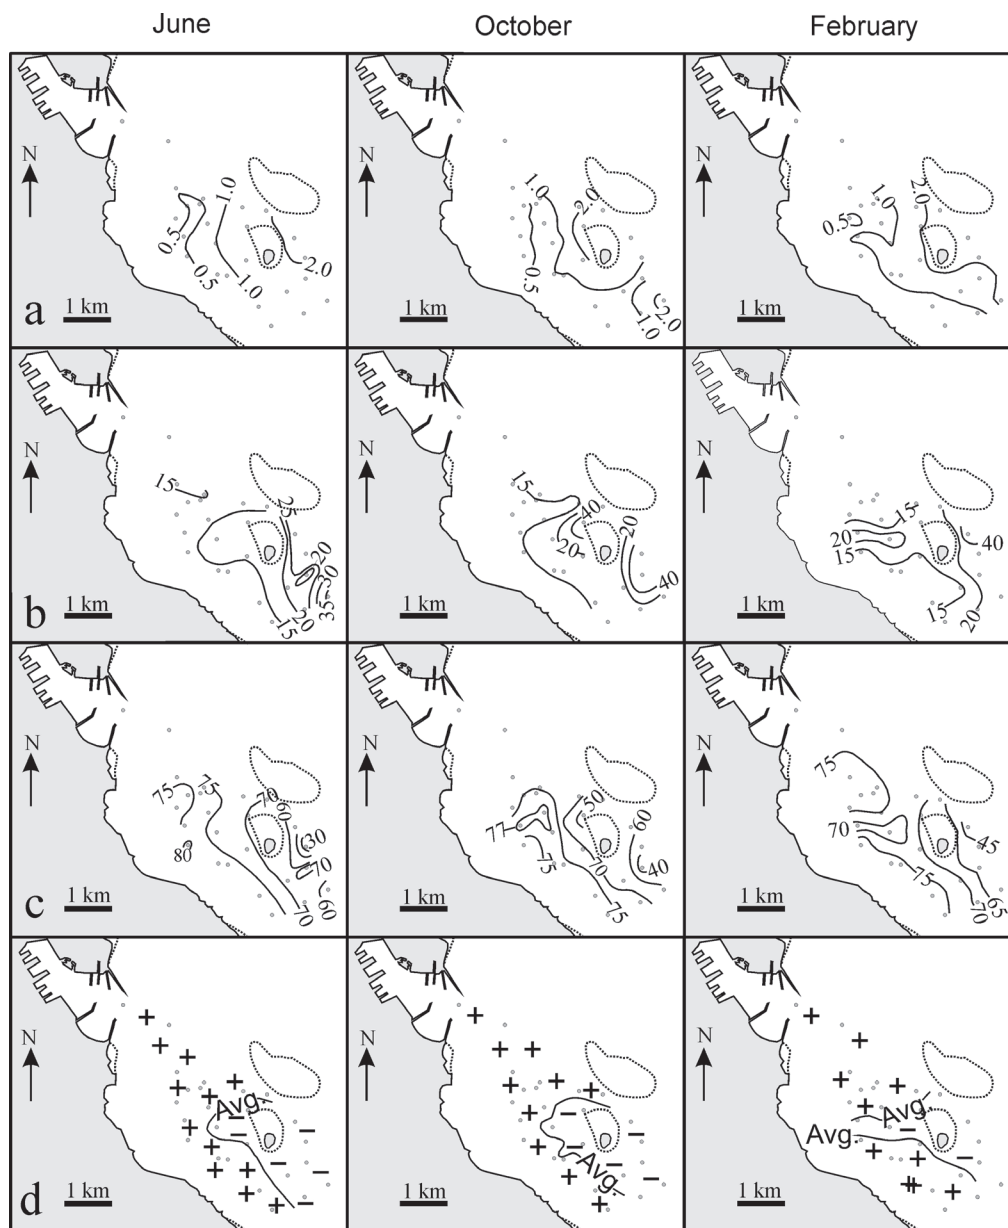 June October February
N N N
1.0 1.0 2.0 1.0 2.0
0.5 0.5
0.5 1.0 2.0 0.5 1.0 2.0
a 1 km 1 km 1 km
N N N
15 25 15 40 20 15
20 20 40
20 30 35 40 15
b 1 km 15 20 1 km 1 km 15 20
N N N
75 75 70 60 50 60 75
77 70 45
80 30 70 75 70 40 75
c 1 km 70 60 1 km 75 1 km 70 65
N N N
+ + +
+ + + + +
+ + + + + + + +
Avg. Avg.
+ − − + − − Avg. −
+ − − + − − + + −
+ + − Avg. + + +
d 1 km + + − 1 km + + 1 km